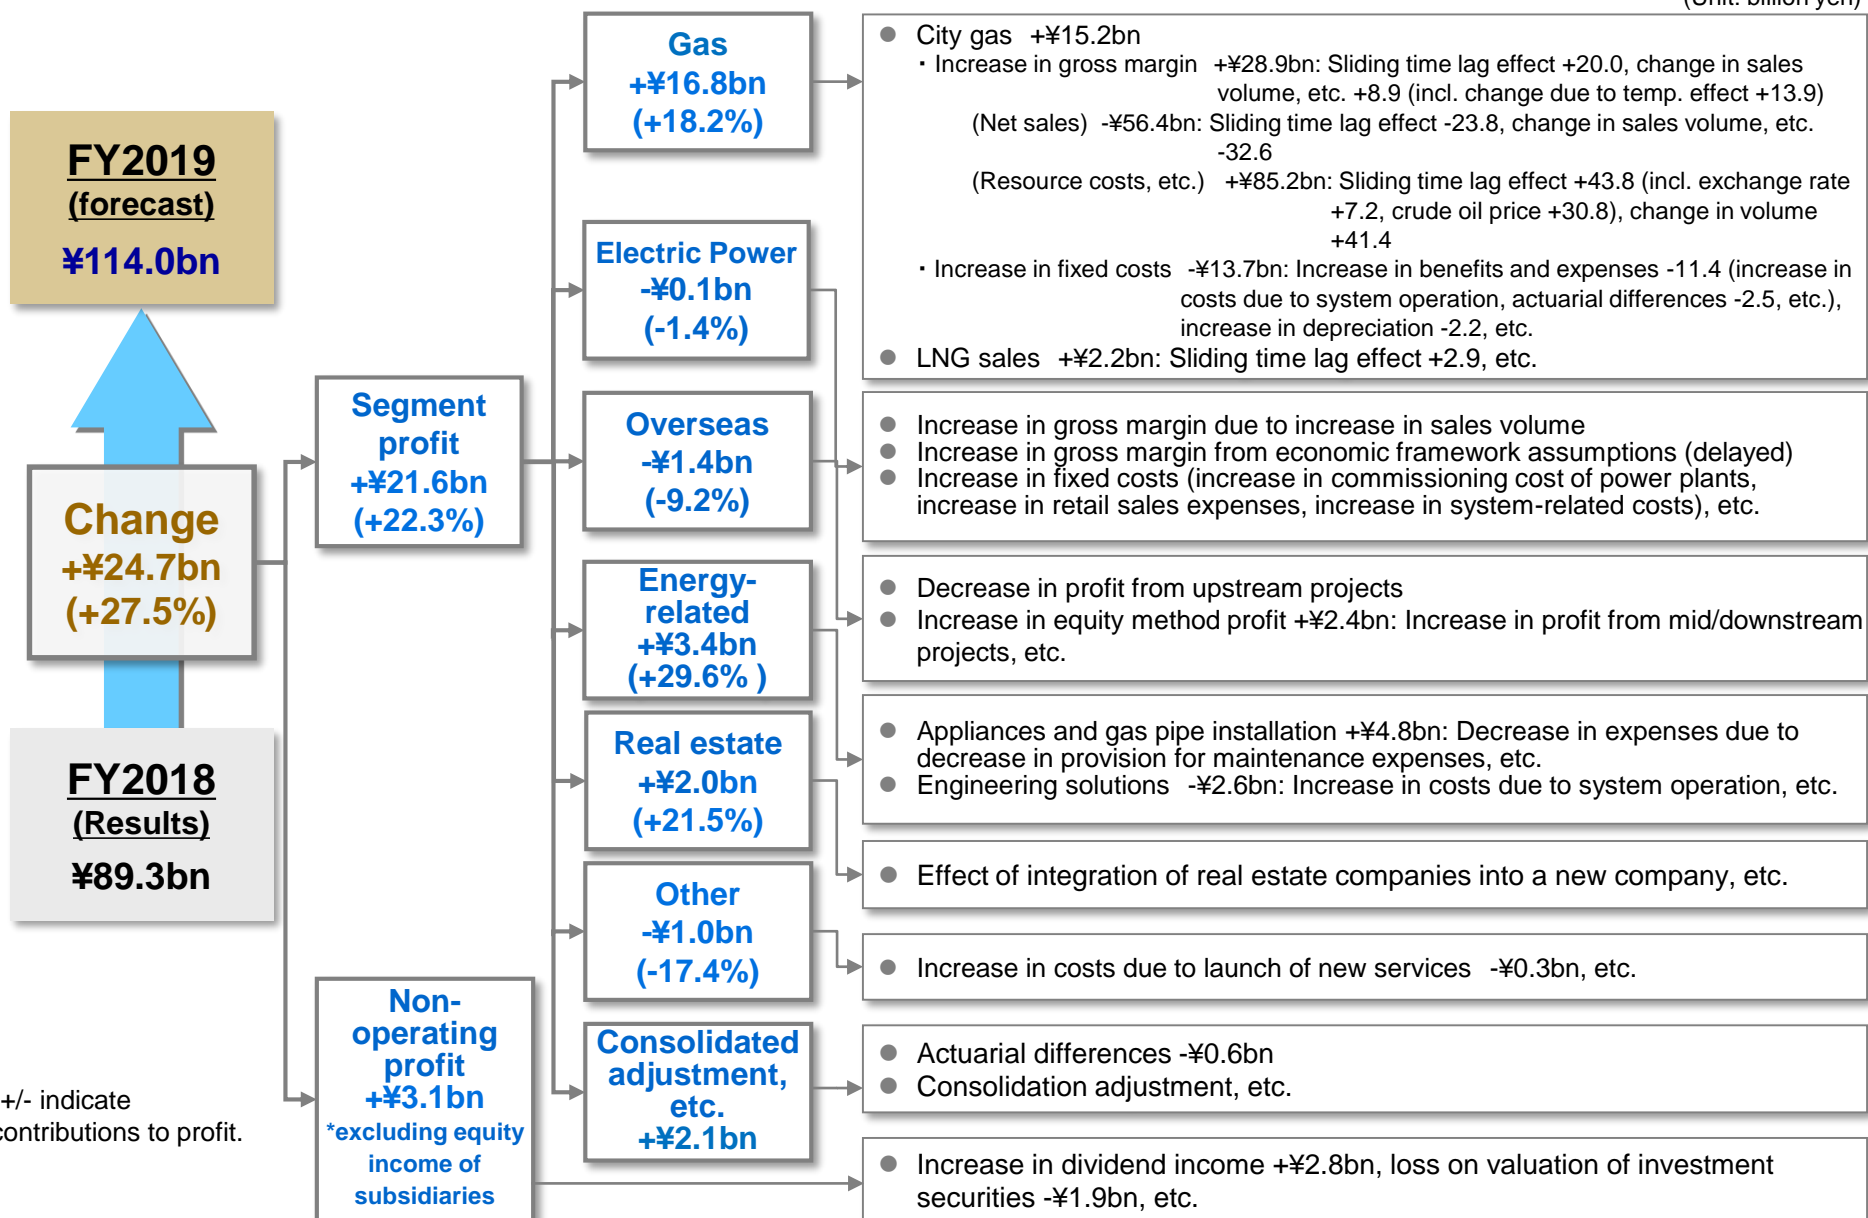 (Unit: billion yen)
FY2019
(forecast)
¥114.0bn
Change
+¥24.7bn
(+27.5%)
FY2018
(Results)
¥89.3bn
+/- indicate
contributions to profit.
Segment
profit
+¥21.6bn
(+22.3%)
Non-
operating
profit
+¥3.1bn
*excluding equity
income of
subsidiaries
Gas
+¥16.8bn
(+18.2%)
Electric Power
-¥0.1bn
(-1.4%)
Overseas
-¥1.4bn
(-9.2%)
Energy-
related
+¥3.4bn
(+29.6% )
Real estate
+¥2.0bn
(+21.5%)
Other
-¥1.0bn
(-17.4%)
Consolidated
adjustment,
etc.
+¥2.1bn
● City gas +¥15.2bn
・Increase in gross margin +¥28.9bn: Sliding time lag effect +20.0, change in sales
volume, etc. +8.9 (incl. change due to temp. effect +13.9)
(Net sales) -¥56.4bn: Sliding time lag effect -23.8, change in sales volume, etc.
-32.6
(Resource costs, etc.) +¥85.2bn: Sliding time lag effect +43.8 (incl. exchange rate
+7.2, crude oil price +30.8), change in volume
+41.4
・Increase in fixed costs -¥13.7bn: Increase in benefits and expenses -11.4 (increase in
costs due to system operation, actuarial differences -2.5, etc.),
increase in depreciation -2.2, etc.
● LNG sales +¥2.2bn: Sliding time lag effect +2.9, etc.
● Increase in gross margin due to increase in sales volume
● Increase in gross margin from economic framework assumptions (delayed)
● Increase in fixed costs (increase in commissioning cost of power plants,
increase in retail sales expenses, increase in system-related costs), etc.
● Decrease in profit from upstream projects
● Increase in equity method profit +¥2.4bn: Increase in profit from mid/downstream
projects, etc.
● Appliances and gas pipe installation +¥4.8bn: Decrease in expenses due to
decrease in provision for maintenance expenses, etc.
● Engineering solutions -¥2.6bn: Increase in costs due to system operation, etc.
● Effect of integration of real estate companies into a new company, etc.
● Increase in costs due to launch of new services -¥0.3bn, etc.
● Actuarial differences -¥0.6bn
● Consolidation adjustment, etc.
● Increase in dividend income +¥2.8bn, loss on valuation of investment
securities -¥1.9bn, etc.